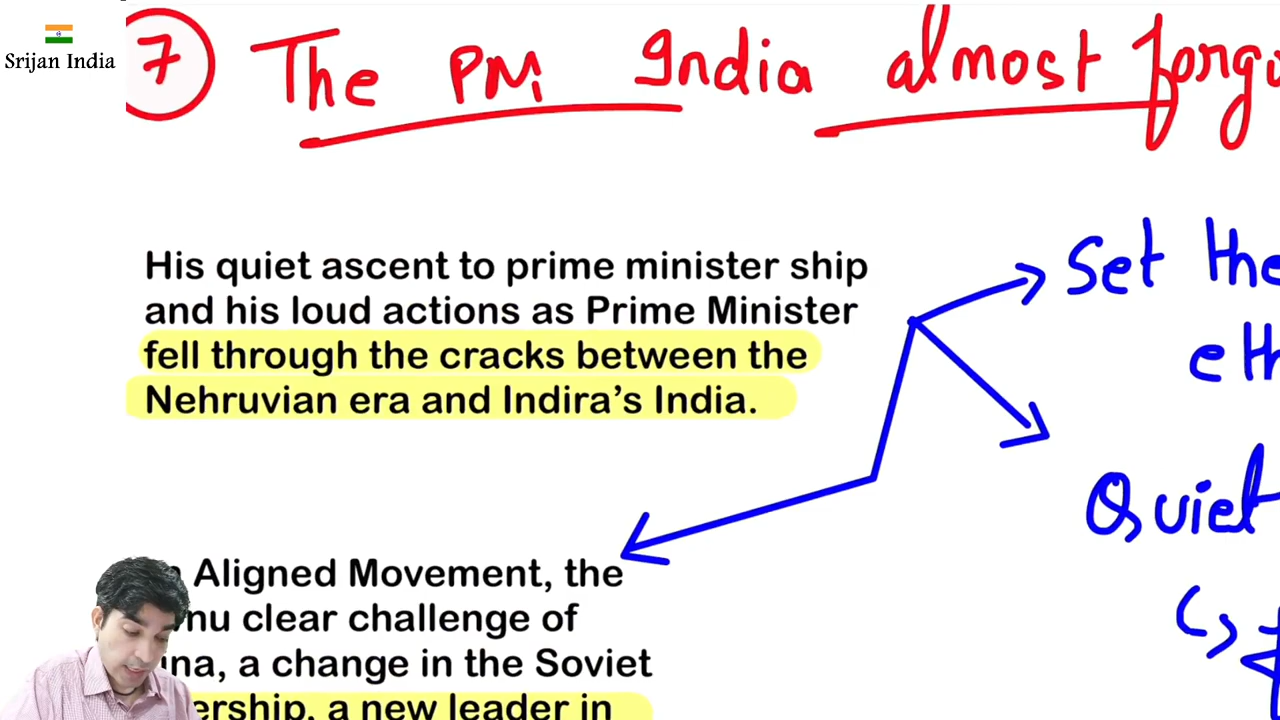 Srijan India
7 The PM India almost
His quiet ascent to prime minister ship
and his loud actions as Prime Minister
fell through the cracks between the
Nehruvian era and Indira's India.
Set the
Quiet
Aligned Movement, the
nu clear challenge of
a change in the Soviet
a new leader in